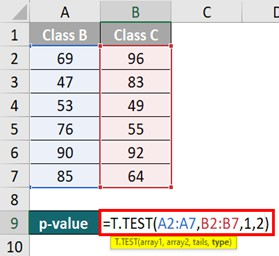 A B C D
1 Class B Class C
2 69 96
3 47 83
4 53 49
5 76 55
6 90 92
7 85 64
8
9 p-value =T.TEST(A2:A7,B2:B7,1,2)
10 T.TEST(array1, array2, tails, type)